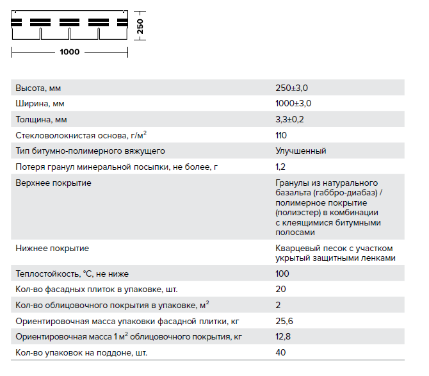 250
1000
Высота, мм 250±3,0
Ширина, мм 1000±3,0
Толщина, мм 3,3±0,2
Стекловолокнистая основа, г/м² 110
Тип битумно-полимерного вяжущего Улучшенный
Потеря гранул минеральной посыпки, не более, г 1,2
Верхнее покрытие Гранулы из натурального
базальта (габбро-диабаз) /
полимерное покрытие
(полиэстер) в комбинации
с клеящимися битумными
полосами
Нижнее покрытие Кварцевый песок с участком
укрытый защитными ленками
Теплостойкость, °С, не ниже 100
Кол-во фасадных плиток в упаковке, шт. 20
Кол-во облицовочного покрытия в упаковке, м² 2
Ориентировочная масса упаковки фасадной плитки, кг 25,6
Ориентировочная масса 1 м² облицовочного покрытия, кг 12,8
Кол-во упаковок на поддоне, шт. 40